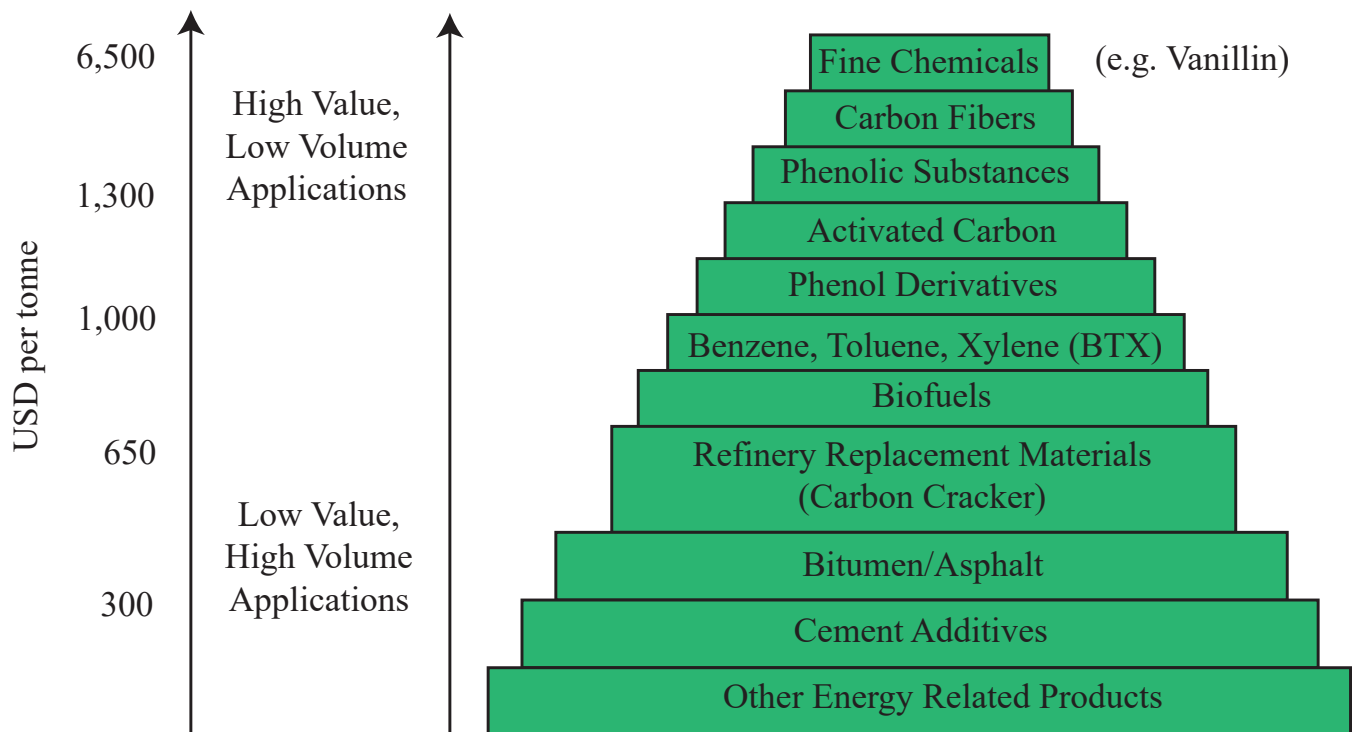 USD per tonne
6,500
1,300
1,000
650
300
High Value,
Low Volume
Applications
Low Value,
High Volume
Applications
Fine Chemicals
(e.g. Vanillin)
Carbon Fibers
Phenolic Substances
Activated Carbon
Phenol Derivatives
Benzene, Toluene, Xylene (BTX)
Biofuels
Refinery Replacement Materials
(Carbon Cracker)
Bitumen/Asphalt
Cement Additives
Other Energy Related Products